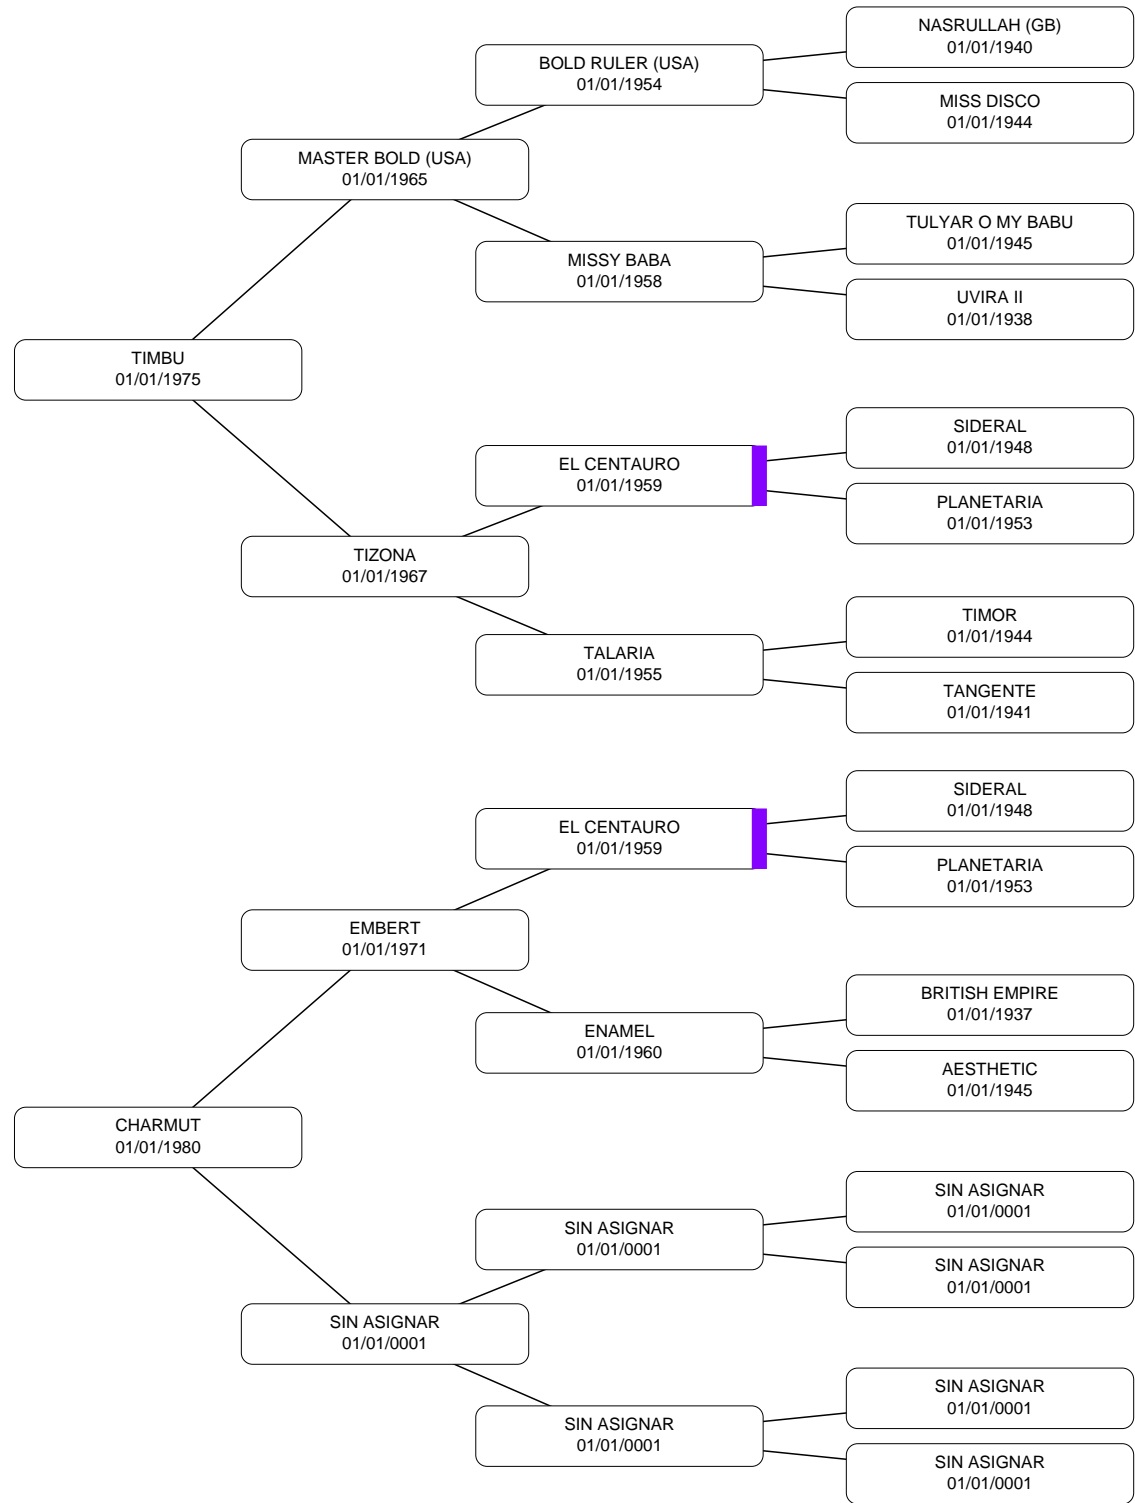 NASRULLAH (GB)
01/01/1940
BOLD RULER (USA)
01/01/1954
MISS DISCO
01/01/1944
MASTER BOLD (USA)
01/01/1965
TULYAR O MY BABU
01/01/1945
MISSY BABA
01/01/1958
UVIRA II
01/01/1938
TIMBU
01/01/1975
SIDERAL
01/01/1948
EL CENTAURO
01/01/1959
PLANETARIA
01/01/1953
TIZONA
01/01/1967
TIMOR
01/01/1944
TALARIA
01/01/1955
TANGENTE
01/01/1941
SIDERAL
01/01/1948
EL CENTAURO
01/01/1959
PLANETARIA
01/01/1953
EMBERT
01/01/1971
BRITISH EMPIRE
01/01/1937
ENAMEL
01/01/1960
AESTHETIC
01/01/1945
CHARMUT
01/01/1980
SIN ASIGNAR
01/01/0001
SIN ASIGNAR
01/01/0001
SIN ASIGNAR
01/01/0001
SIN ASIGNAR
01/01/0001
SIN ASIGNAR
01/01/0001
SIN ASIGNAR
01/01/0001
SIN ASIGNAR
01/01/0001